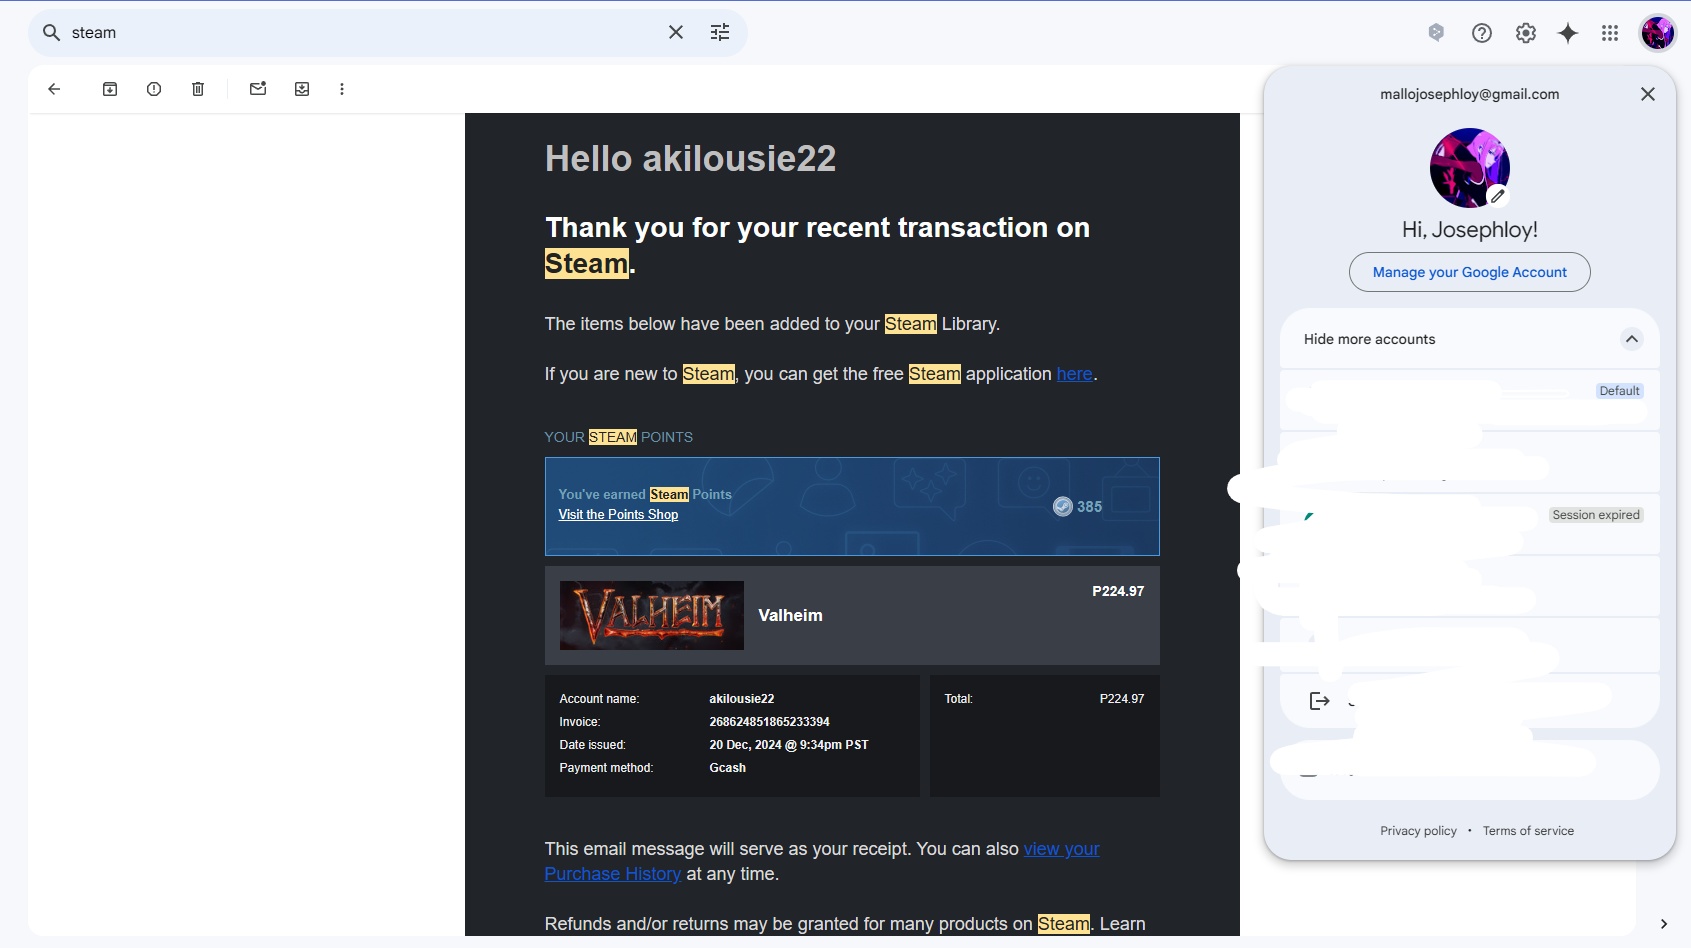 steam
Hello akilousie22
Thank you for your recent transaction on
Steam.
The items below have been added to your Steam Library.
If you are new to Steam, you can get the free Steam application here.
YOUR STEAM POINTS
You've earned Steam Points
Visit the Points Shop
385
VALHEIM
Valheim
P224.97
Account name: akilousie22
Invoice: 268624851865233394
Date issued: 20 Dec, 2024 @ 9:34pm PST
Payment method: Gcash
Total: P224.97
This email message will serve as your receipt. You can also view your
Purchase History at any time.
Refunds and/or returns may be granted for many products on Steam. Learn
mallojosephloy@gmail.com
Hi, Josephloy!
Manage your Google Account
Hide more accounts
Default
Session expired
Privacy policy • Terms of service